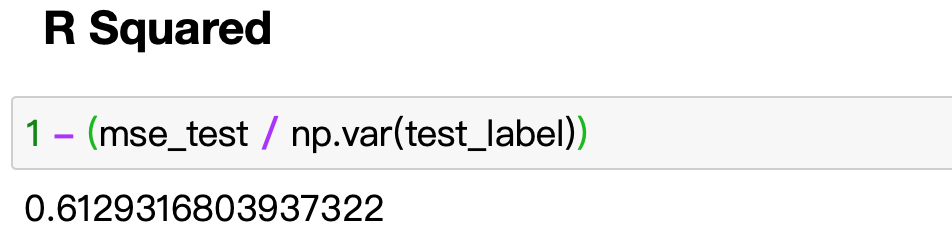 R Squared
1 - (mse_test / np.var(test_label))
0.6129316803937322